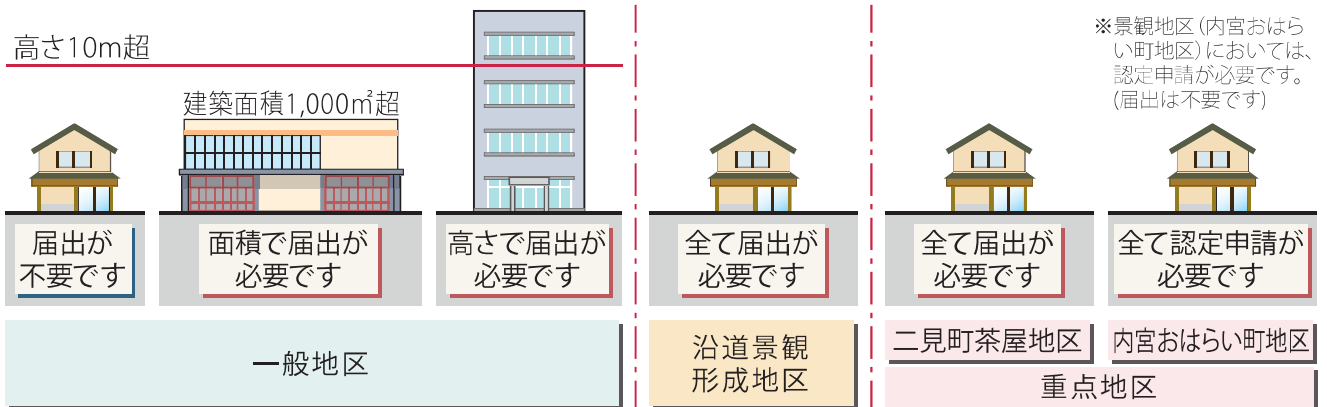 高さ10m超
建築面積1,000㎡超
※景観地区(内宮おはら
い町地区)においては、
認定申請が必要です。
(届出は不要です)
届出が
不要です
面積で届出が
必要です
高さで届出が
必要です
全て届出が
必要です
全て届出が
必要です
全て認定申請が
必要です
一般地区
沿道景観
形成地区
二見町茶屋地区
内宮おはらい町地区
重点地区